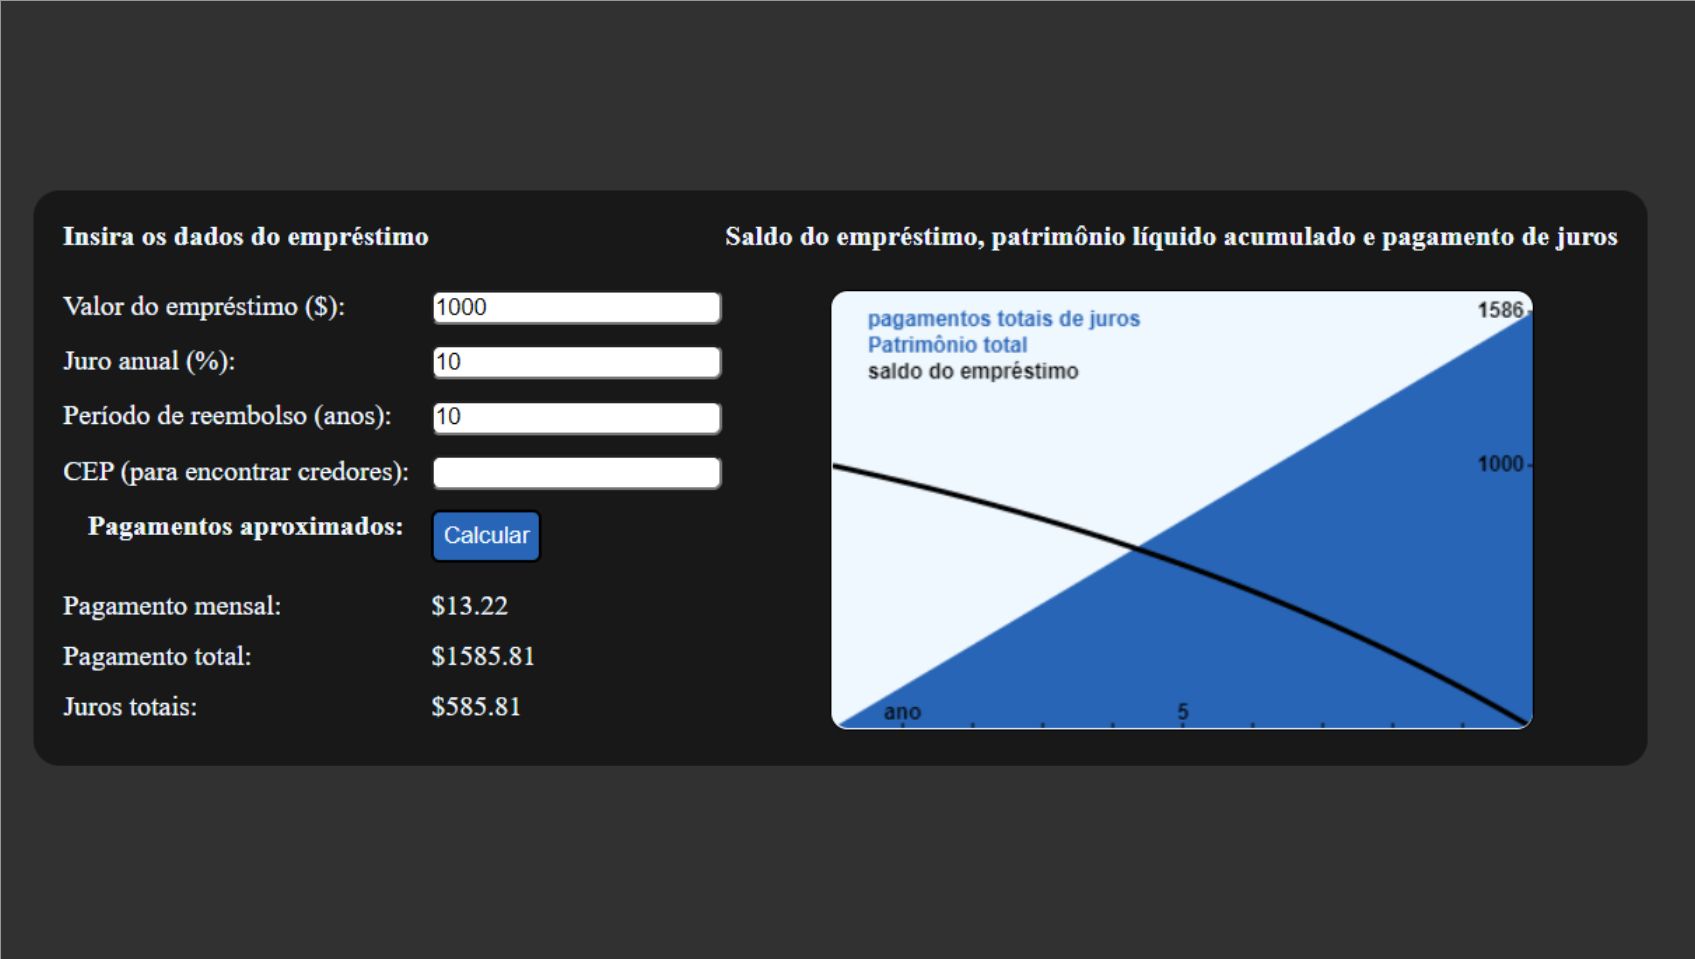 Insira os dados do empréstimo
Saldo do empréstimo, patrimônio líquido acumulado e pagamento de juros
Valor do empréstimo ($):
1000
Juro anual (%):
10
Período de reembolso (anos):
10
CEP (para encontrar credores):
Pagamentos aproximados:
Calcular
Pagamento mensal:
$13.22
Pagamento total:
$1585.81
Juros totais:
$585.81
pagamentos totais de juros
Patrimônio total
saldo do empréstimo
1586
1000
ano
5